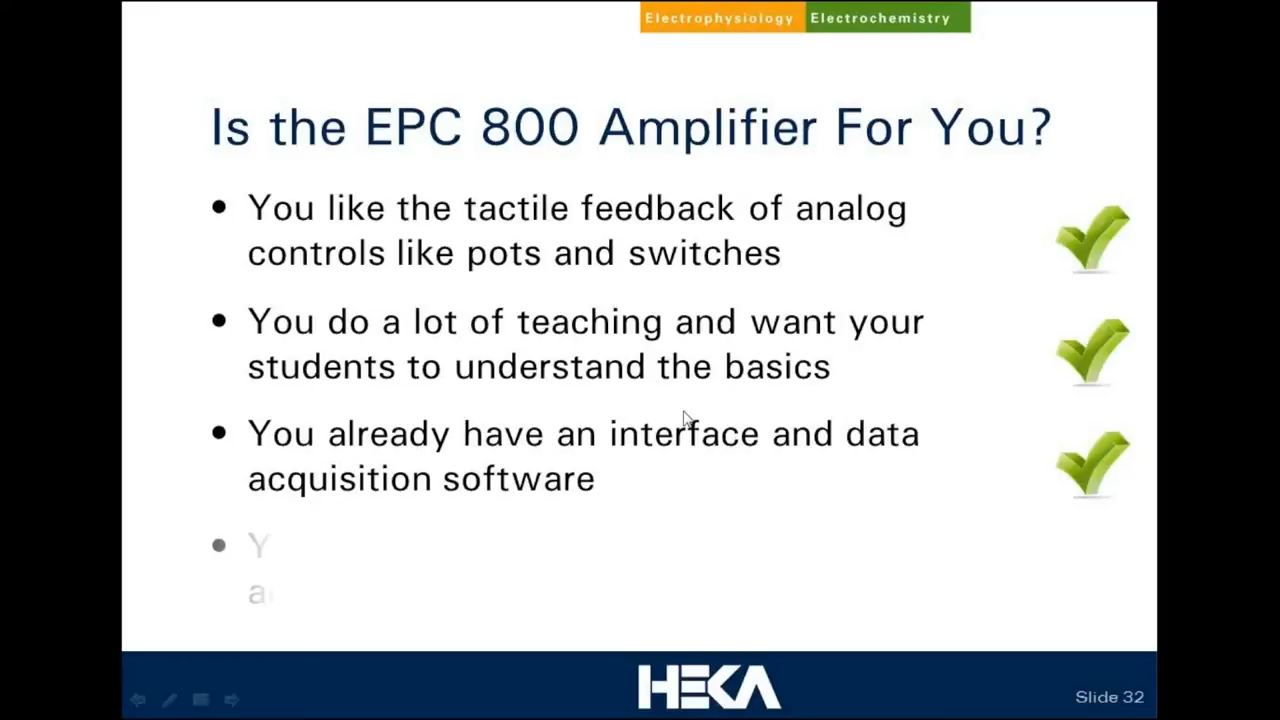 Electrophysiology Electrochemistry
Is the EPC 800 Amplifier For You?
• You like the tactile feedback of analog
controls like pots and switches
• You do a lot of teaching and want your
students to understand the basics
• You already have an interface and data
acquisition software
HEKA
Slide 32